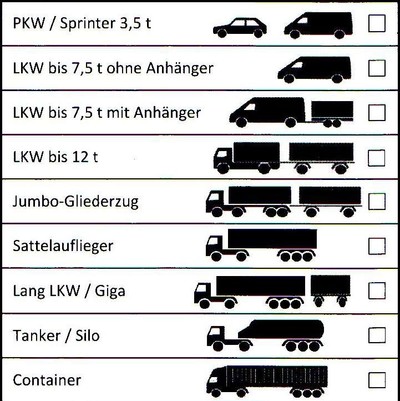 PKW / Sprinter 3,5 t
LKW bis 7,5 t ohne Anhänger
LKW bis 7,5 t mit Anhänger
LKW bis 12 t
Jumbo-Gliederzug
Sattelauflieger
Lang LKW / Giga
Tanker / Silo
Container